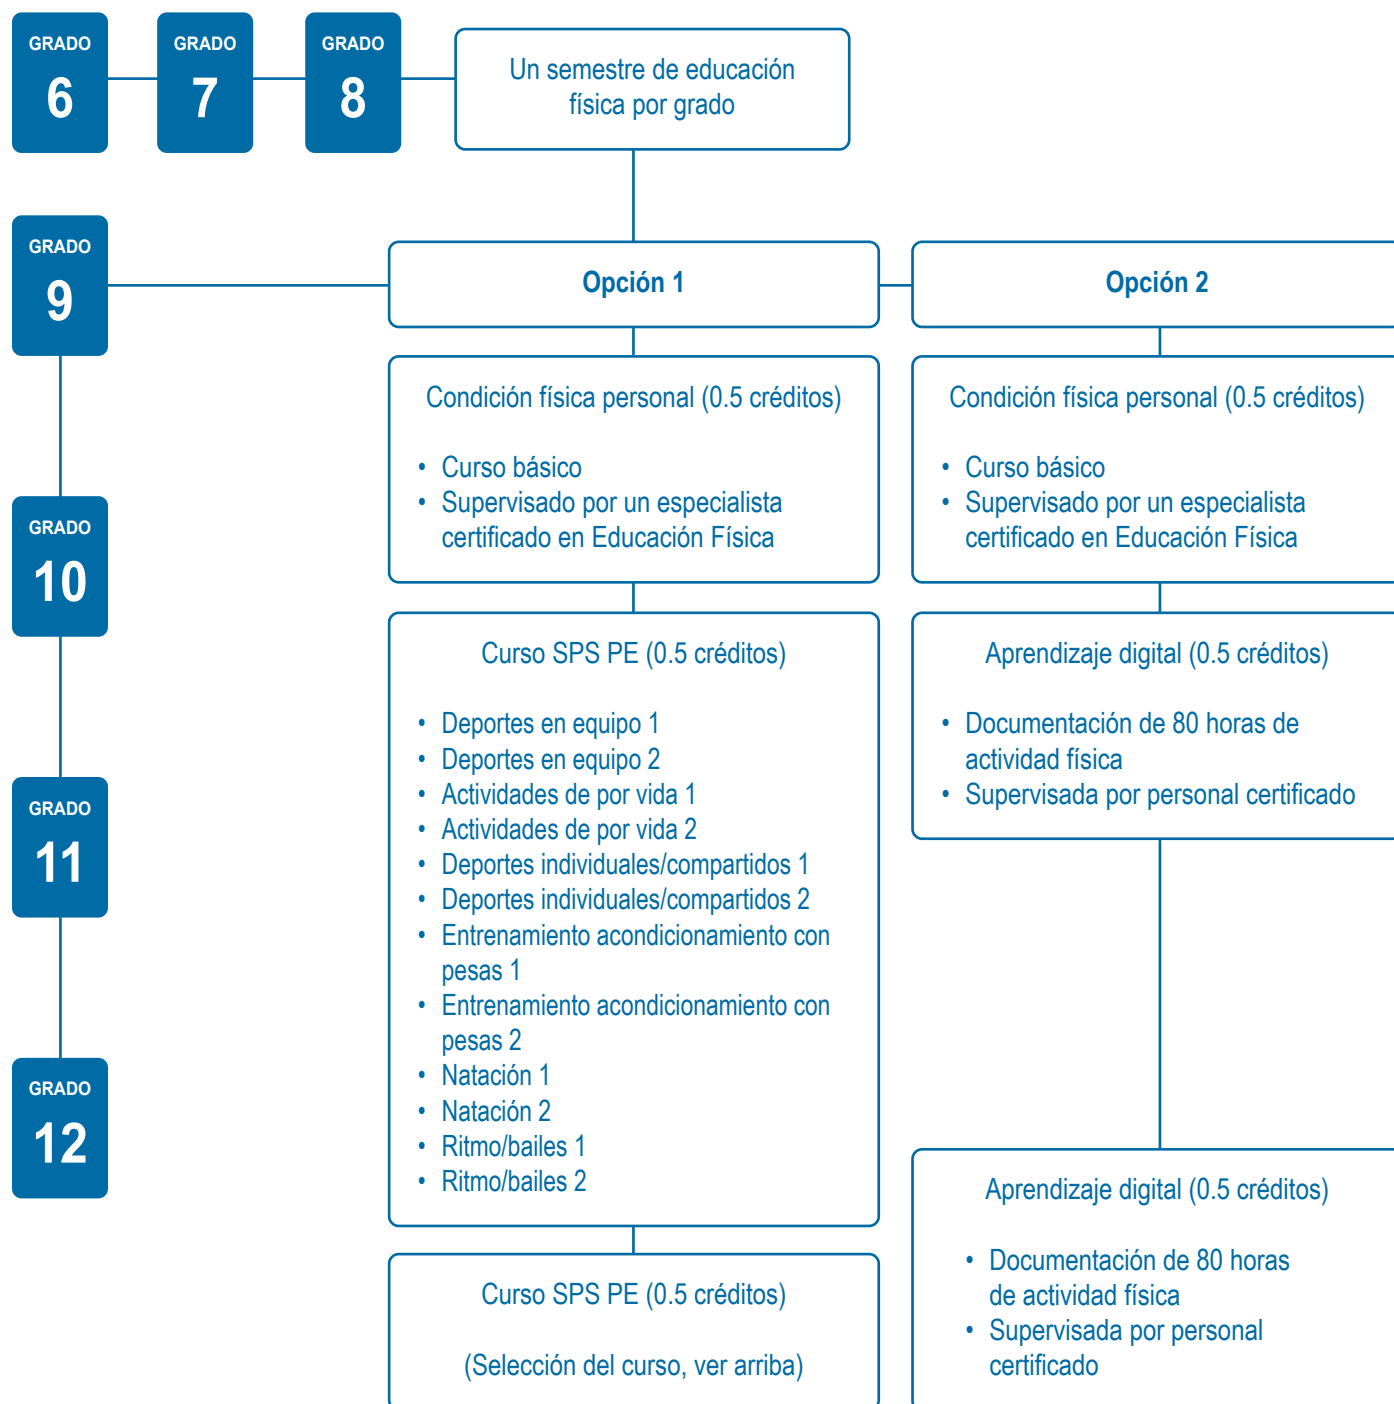 GRADO
6
GRADO
7
GRADO
8
Un semestre de educación
física por grado
GRADO
9
Opción 1
Opción 2
Condición física personal (0.5 créditos)
• Curso básico
• Supervisado por un especialista
certificado en Educación Física
Condición física personal (0.5 créditos)
• Curso básico
• Supervisado por un especialista
certificado en Educación Física
GRADO
10
Curso SPS PE (0.5 créditos)
• Deportes en equipo 1
• Deportes en equipo 2
• Actividades de por vida 1
• Actividades de por vida 2
• Deportes individuales/compartidos 1
• Deportes individuales/compartidos 2
• Entrenamiento acondicionamiento con
pesas 1
• Entrenamiento acondicionamiento con
pesas 2
• Natación 1
• Natación 2
• Ritmo/bailes 1
• Ritmo/bailes 2
Aprendizaje digital (0.5 créditos)
• Documentación de 80 horas de
actividad física
• Supervisada por personal certificado
GRADO
11
GRADO
12
Curso SPS PE (0.5 créditos)
(Selección del curso, ver arriba)
Aprendizaje digital (0.5 créditos)
• Documentación de 80 horas
de actividad física
• Supervisada por personal
certificado